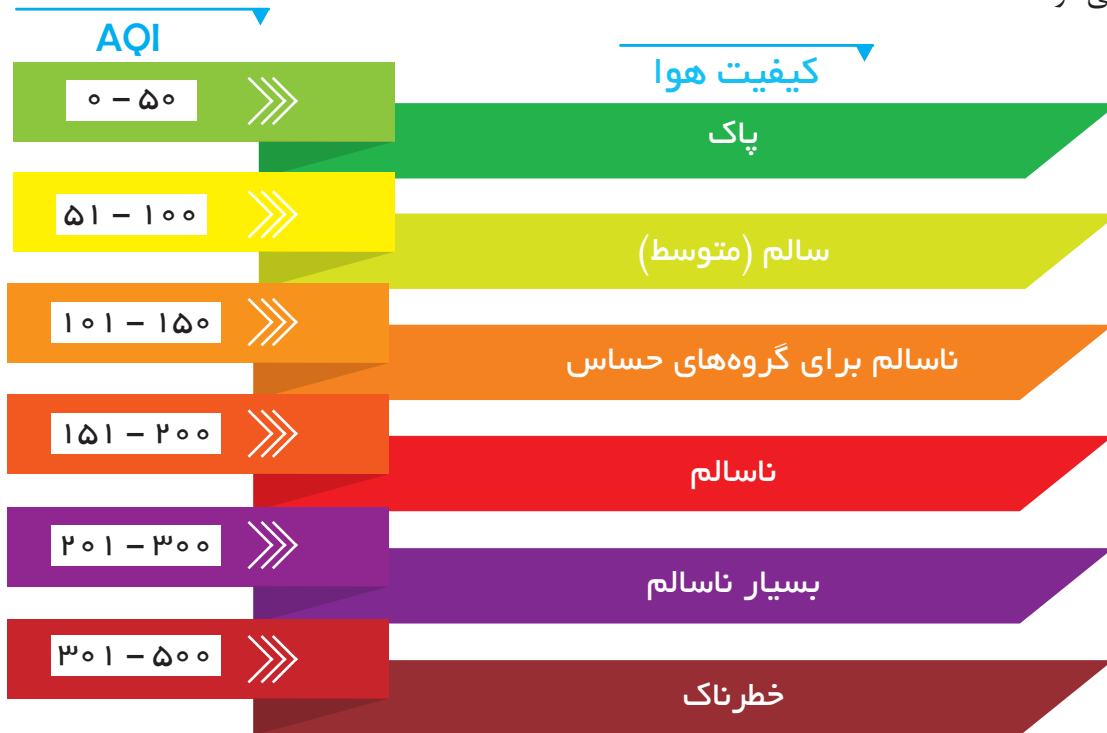 AQI
کیفیت هوا
۰ – ۵۰
پاک
۵۱ – ۱۰۰
سالم (متوسط)
۱۰۱ – ۱۵۰
ناسالم برای گروه‌های حساس
۱۵۱ – ۲۰۰
ناسالم
۲۰۱ – ۳۰۰
بسیار ناسالم
۳۰۱ – ۵۰۰
خطرناک